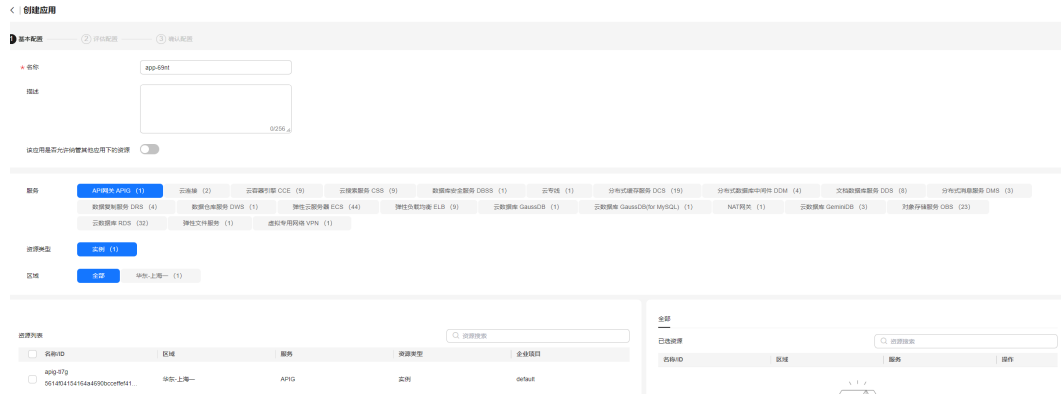 创建应用
1 基本配置 2 评估配置 3 确认配置
* 名称 app-69nt
描述
0/256
该应用是否允许纳管其他应用下的资源
服务 API网关 APIG (1) 云连接 (2) 云容器引擎 CCE (9) 云搜索服务 CSS (9) 数据库安全服务 DBSS (1) 云专线 (1) 分布式缓存服务 DCS (19) 分布式数据库中间件 DDM (4) 文档数据库服务 DDS (8) 分布式消息服务 DMS (3)
数据复制服务 DRS (4) 数据仓库服务 DWS (1) 弹性云服务器 ECS (44) 弹性负载均衡 ELB (9) 云数据库 GaussDB (1) 云数据库 GaussDB(for MySQL) (1) NAT网关 (1) 云数据库 GeminiDB (3) 对象存储服务 OBS (23)
云数据库 RDS (32) 弹性文件服务 (1) 虚拟专用网络 VPN (1)
资源类型 实例 (1)
区域 全部 华东-上海一 (1)
全部
资源列表 资源搜索 已选资源 资源搜索
名称/ID 区域 服务 资源类型 企业项目 名称/ID 区域 服务 操作
apig-tl7g
5614f04154164a4690bcceffef41... 华东-上海一 APIG 实例 default